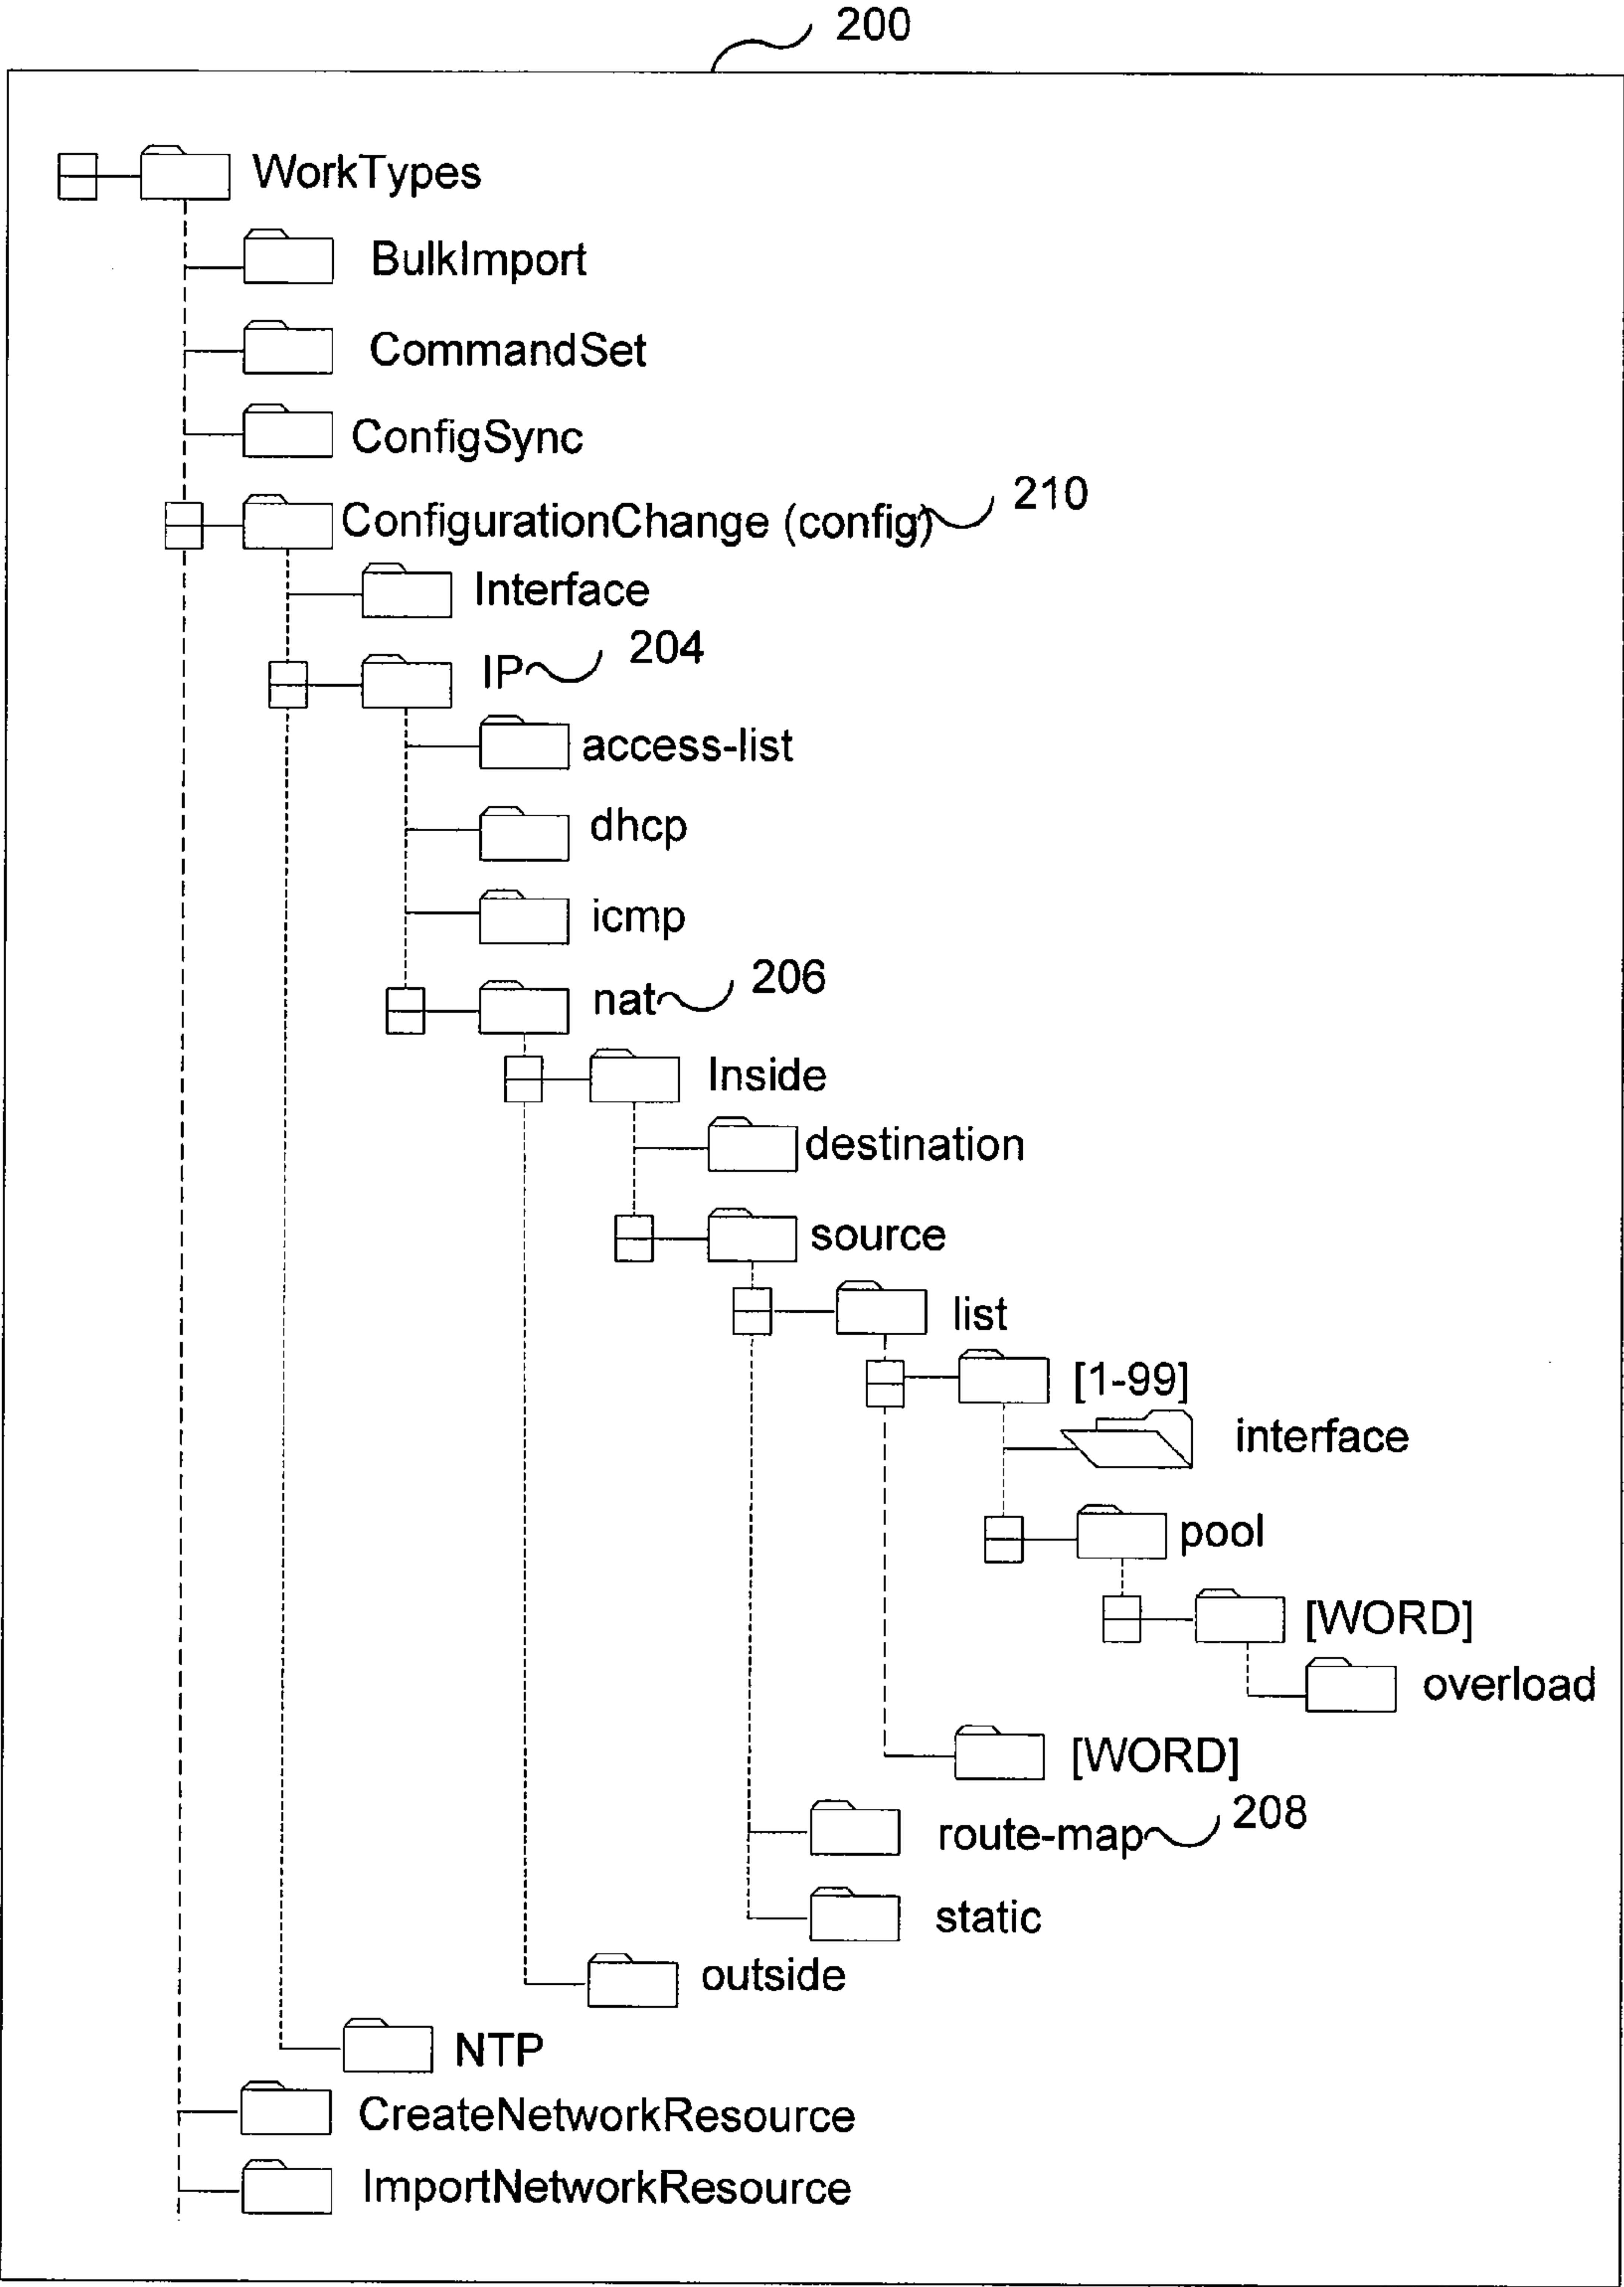 200
WorkTypes
BulkImport
CommandSet
ConfigSync
ConfigurationChange (config) 210
Interface
IP 204
access-list
dhcp
icmp
nat 206
Inside
destination
source
list
[1-99]
interface
pool
[WORD]
overload
[WORD]
route-map 208
static
outside
NTP
CreateNetworkResource
ImportNetworkResource